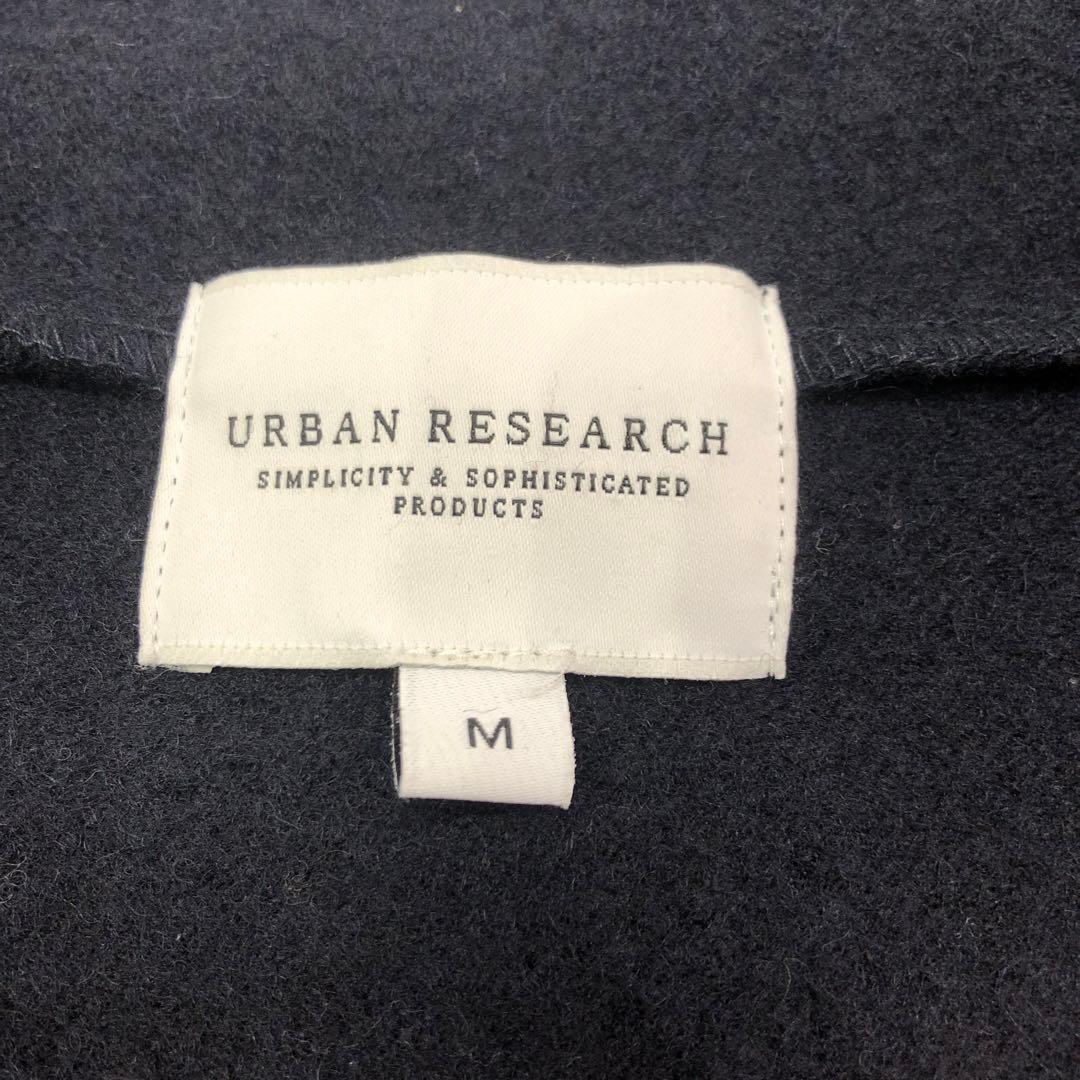 URBAN RESEARCH
SIMPLICITY & SOPHISTICATED
PRODUCTS
M